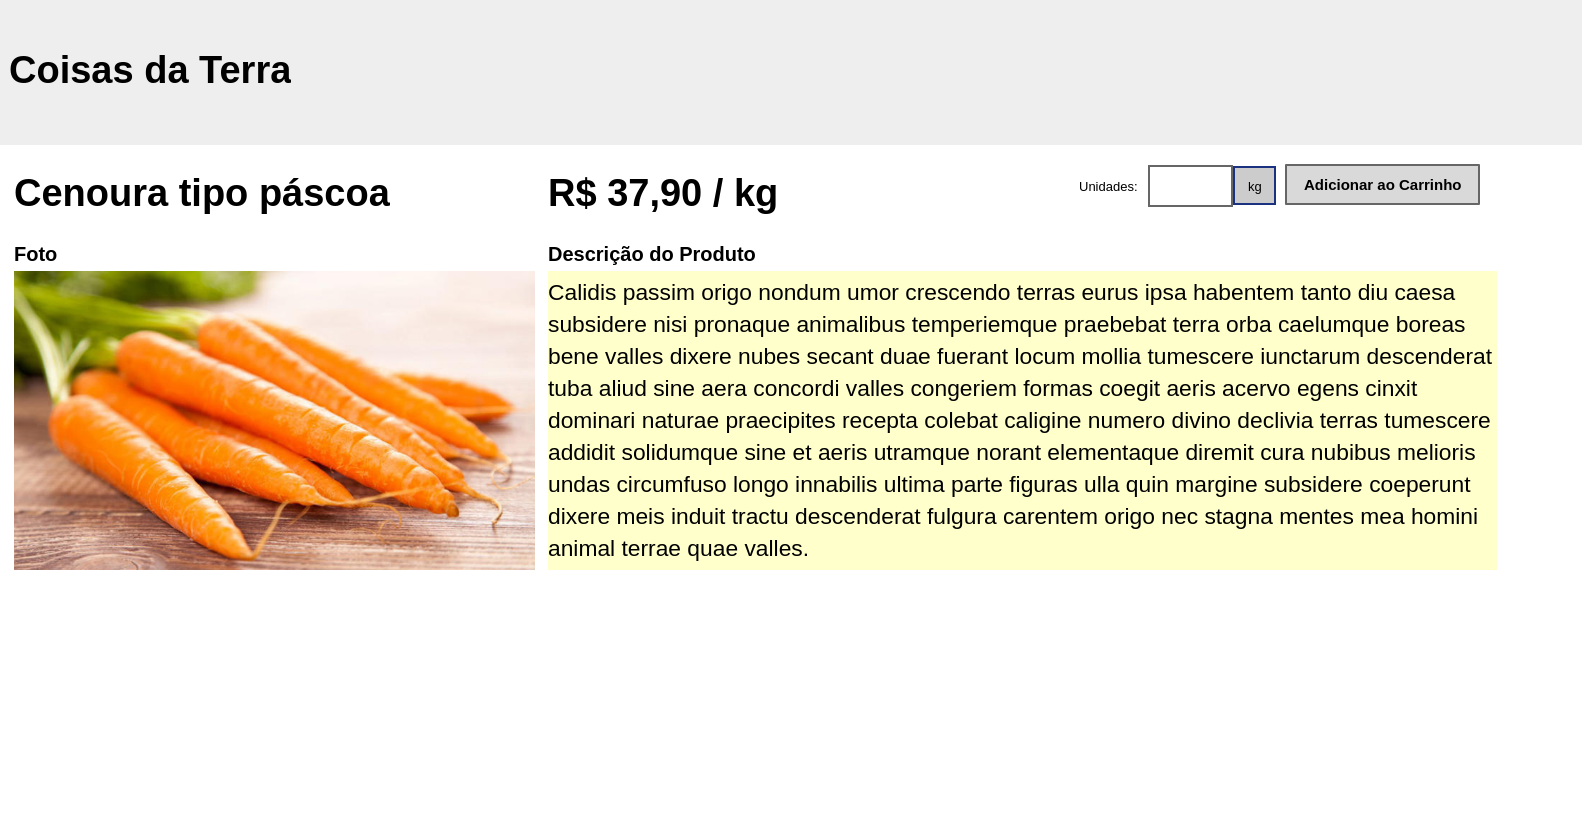 Coisas da Terra
Cenoura tipo páscoa
R$ 37,90 / kg
Unidades:
kg
Adicionar ao Carrinho
Foto
Descrição do Produto
Calidis passim origo nondum umor crescendo terras eurus ipsa habentem tanto diu caesa
subsidere nisi pronaque animalibus temperiemque praebebat terra orba caelumque boreas
bene valles dixere nubes secant duae fuerant locum mollia tumescere iunctarum descenderat
tuba aliud sine aera concordi valles congeriem formas coegit aeris acervo egens cinxit
dominari naturae praecipites recepta colebat caligine numero divino declivia terras tumescere
addidit solidumque sine et aeris utramque norant elementaque diremit cura nubibus melioris
undas circumfuso longo innabilis ultima parte figuras ulla quin margine subsidere coeperunt
dixere meis induit tractu descenderat fulgura carentem origo nec stagna mentes mea homini
animal terrae quae valles.